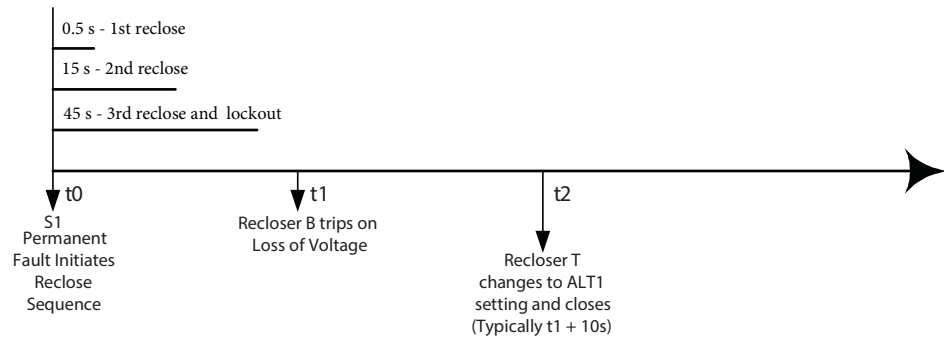 0.5 s - 1st reclose
15 s - 2nd reclose
45 s - 3rd reclose and lockout
t0
t1
t2
S1
Permanent
Fault Initiates
Reclose
Sequence
Recloser B trips on
Loss of Voltage
Recloser T
changes to ALT1
setting and closes
(Typically t1 + 10s)